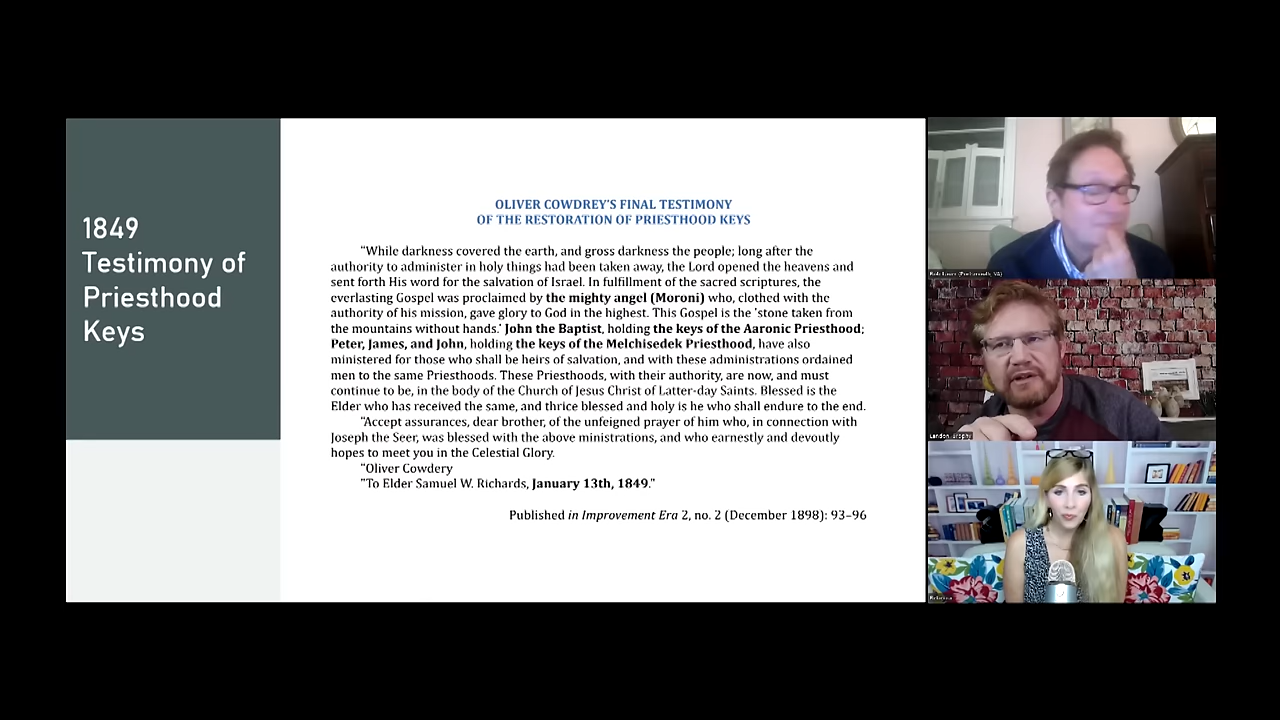 1849
Testimony of
Priesthood
Keys
OLIVER COWDREY'S FINAL TESTIMONY
OF THE RESTORATION OF PRIESTHOOD KEYS
"While darkness covered the earth, and gross darkness the people; long after the
authority to administer in holy things had been taken away, the Lord opened the heavens and
sent forth His word for the salvation of Israel. In fulfillment of the sacred scriptures, the
everlasting Gospel was proclaimed by the mighty angel (Moroni) who, clothed with the
authority of his mission, gave glory to God in the highest. This Gospel is the 'stone taken from
the mountains without hands.' John the Baptist, holding the keys of the Aaronic Priesthood;
Peter, James, and John, holding the keys of the Melchisedek Priesthood, have also
ministered for those who shall be heirs of salvation, and with these administrations ordained
men to the same Priesthoods. These Priesthoods, with their authority, are now, and must
continue to be, in the body of the Church of Jesus Christ of Latter-day Saints. Blessed is the
Elder who has received the same, and thrice blessed and holy is he who shall endure to the end.
"Accept assurances, dear brother, of the unfeigned prayer of him who, in connection with
Joseph the Seer, was blessed with the above ministrations, and who earnestly and devoutly
hopes to meet you in the Celestial Glory.
"Oliver Cowdery
"To Elder Samuel W. Richards, January 13th, 1849."
Published in Improvement Era 2, no. 2 (December 1898): 93–96